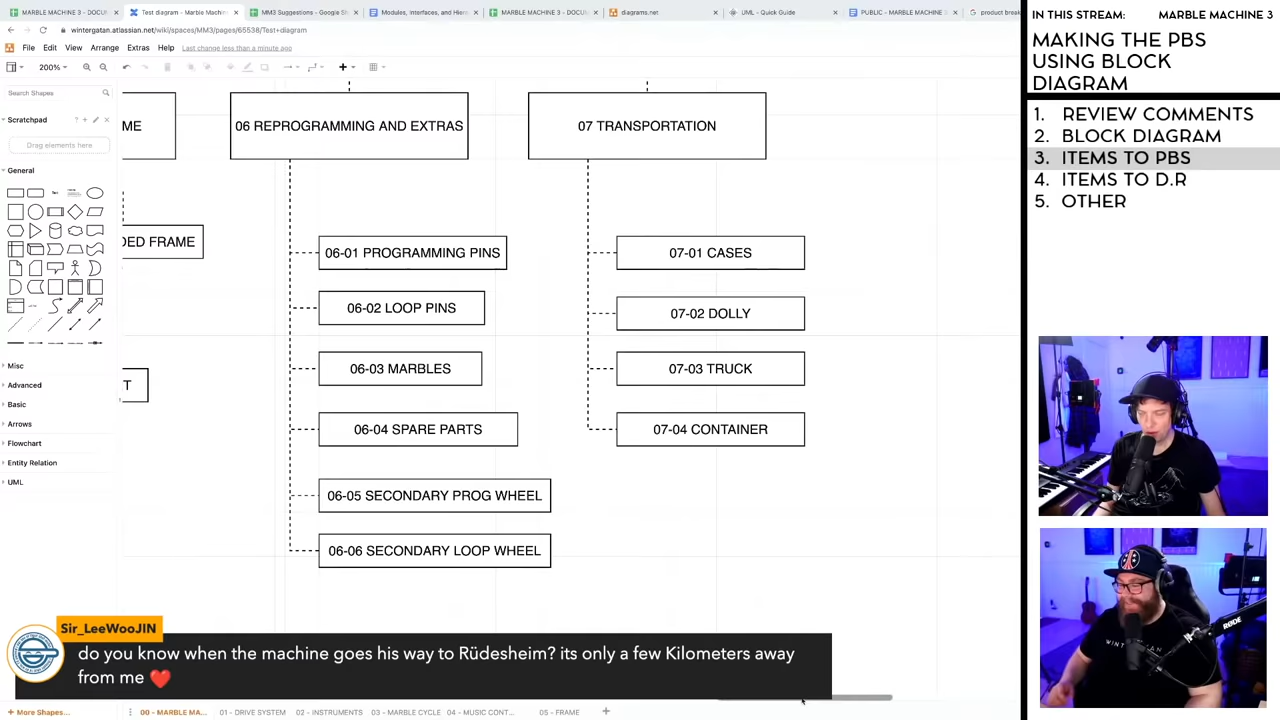 MARBLE MACHINE 3 - DOCUM
Test diagram - Marble Machine
MM3 Suggestions - Google Sh
Modules, Interfaces, and Hier
MARBLE MACHINE 3 - DOCUM
diagrams.net
UML - Quick Guide
PUBLIC - MARBLE MACHINE
product break
wintergatan.atlassian.net/wiki/spaces/MM3/pages/65538/Test+diagram
File Edit View Arrange Extras Help Last change less than a minute ago
200%
Search Shapes
Scratchpad
Drag elements here
General
Misc
Advanced
Basic
Arrows
Flowchart
Entity Relation
UML
ME
06 REPROGRAMMING AND EXTRAS
07 TRANSPORTATION
DED FRAME
06-01 PROGRAMMING PINS
07-01 CASES
06-02 LOOP PINS
07-02 DOLLY
06-03 MARBLES
07-03 TRUCK
T
06-04 SPARE PARTS
07-04 CONTAINER
06-05 SECONDARY PROG WHEEL
06-06 SECONDARY LOOP WHEEL
IN THIS STREAM: MARBLE MACHINE 3
MAKING THE PBS
USING BLOCK
DIAGRAM
1. REVIEW COMMENTS
2. BLOCK DIAGRAM
3. ITEMS TO PBS
4. ITEMS TO D.R
5. OTHER
RØDE
Sir_LeeWooJIN
do you know when the machine goes his way to Rüdesheim? its only a few Kilometers away
from me ❤️
+ More Shapes...
00 - MARBLE MA...
01 - DRIVE SYSTEM
02 - INSTRUMENTS
03 - MARBLE CYCLE
04 - MUSIC CONT...
05 - FRAME